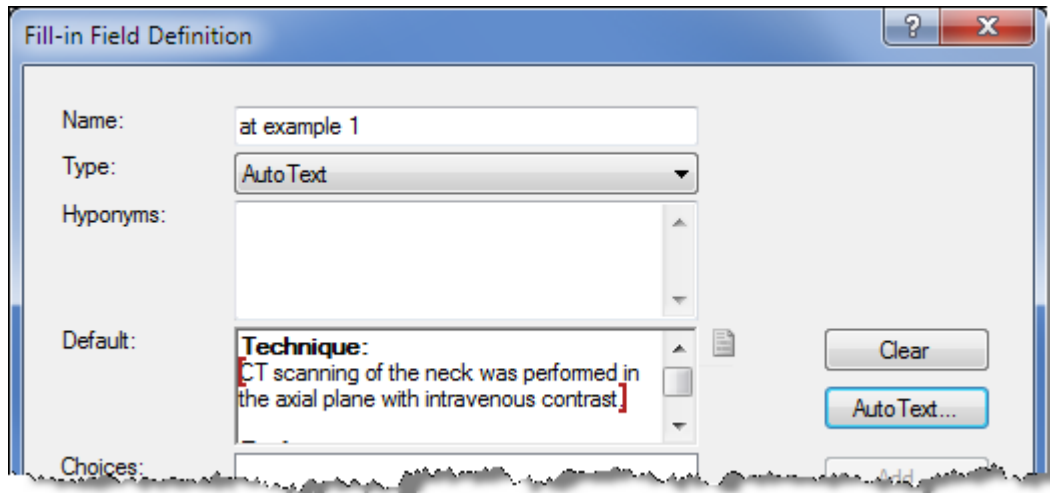 Fill-in Field Definition
Name:
at example 1
Type:
AutoText
Hyponyms:
Default:
Technique:
[CT scanning of the neck was performed in
the axial plane with intravenous contrast.]
Clear
AutoText...
Choices:
Add